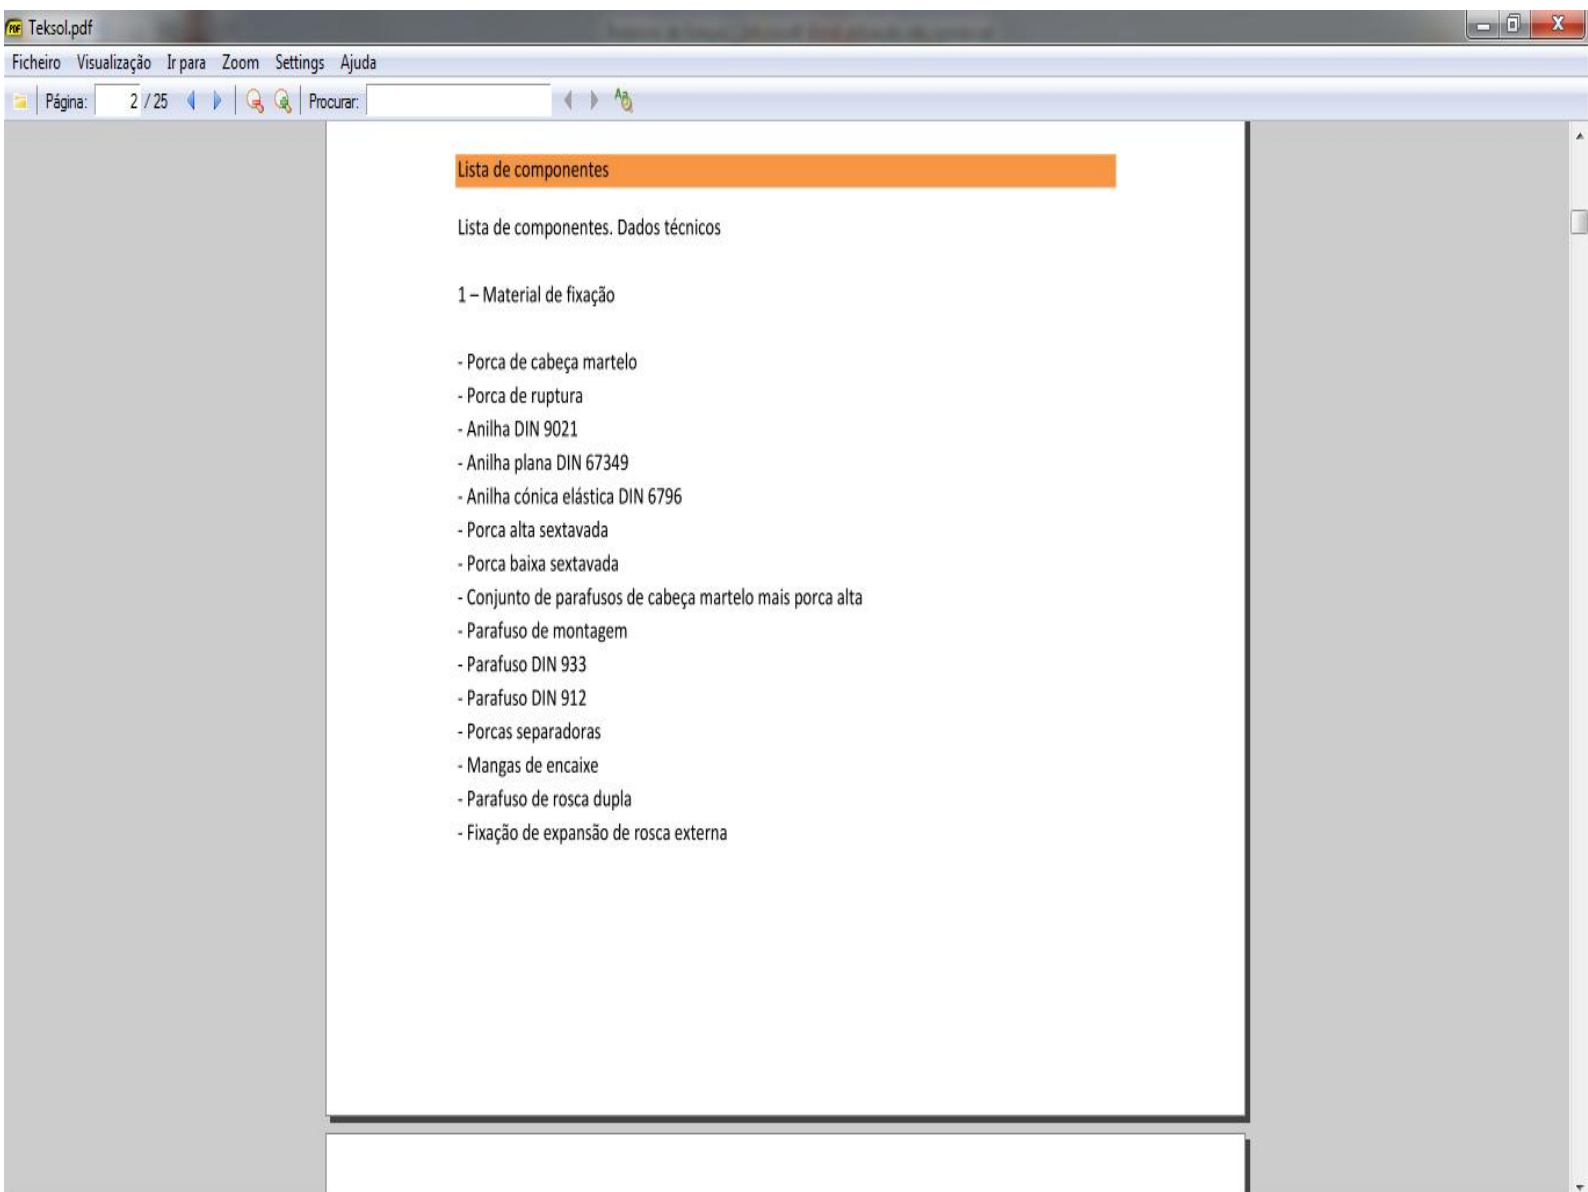 PDF Teksol.pdf
Ficheiro Visualização Ir para Zoom Settings Ajuda
Página: 2 / 25 Procurar:
Lista de componentes
Lista de componentes. Dados técnicos
1 – Material de fixação
- Porca de cabeça martelo
- Porca de ruptura
- Anilha DIN 9021
- Anilha plana DIN 67349
- Anilha cónica elástica DIN 6796
- Porca alta sextavada
- Porca baixa sextavada
- Conjunto de parafusos de cabeça martelo mais porca alta
- Parafuso de montagem
- Parafuso DIN 933
- Parafuso DIN 912
- Porcas separadoras
- Mangas de encaixe
- Parafuso de rosca dupla
- Fixação de expansão de rosca externa